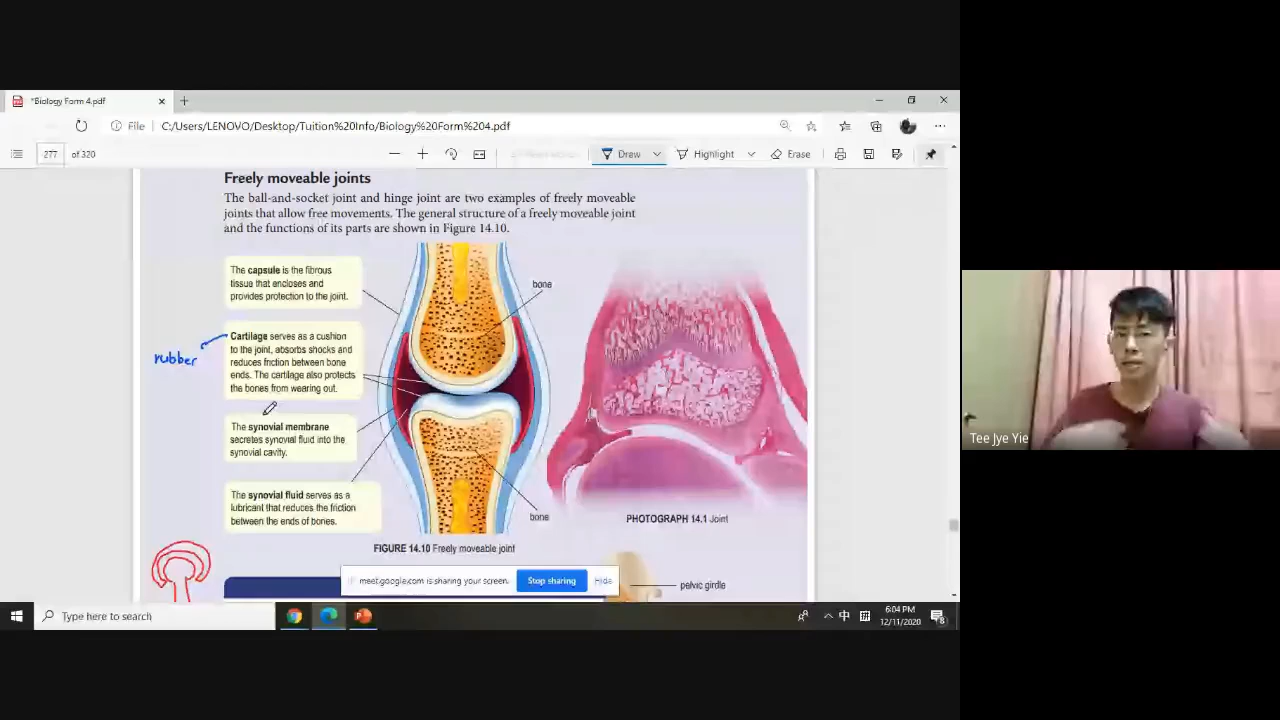 *Biology Form 4.pdf
File
C:/Users/LENOVO/Desktop/Tuition%20Info/Biology%20Form%204.pdf
277 of 320
Draw
Highlight
Erase
Freely moveable joints
The ball-and-socket joint and hinge joint are two examples of freely moveable
joints that allow free movements. The general structure of a freely moveable joint
and the functions of its parts are shown in Figure 14.10.
The capsule is the fibrous
tissue that encloses and
provides protection to the joint.
bone
rubber
Cartilage serves as a cushion
to the joint, absorbs shocks and
reduces friction between bone
ends. The cartilage also protects
the bones from wearing out.
The synovial membrane
secretes synovial fluid into the
synovial cavity.
The synovial fluid serves as a
lubricant that reduces the friction
between the ends of bones.
bone
PHOTOGRAPH 14.1 Joint
FIGURE 14.10 Freely moveable joint
pelvic girdle
meet.google.com is sharing your screen.
Stop sharing
Hide
Type here to search
中
6:04 PM
12/11/2020
8
Tee Jye Yie